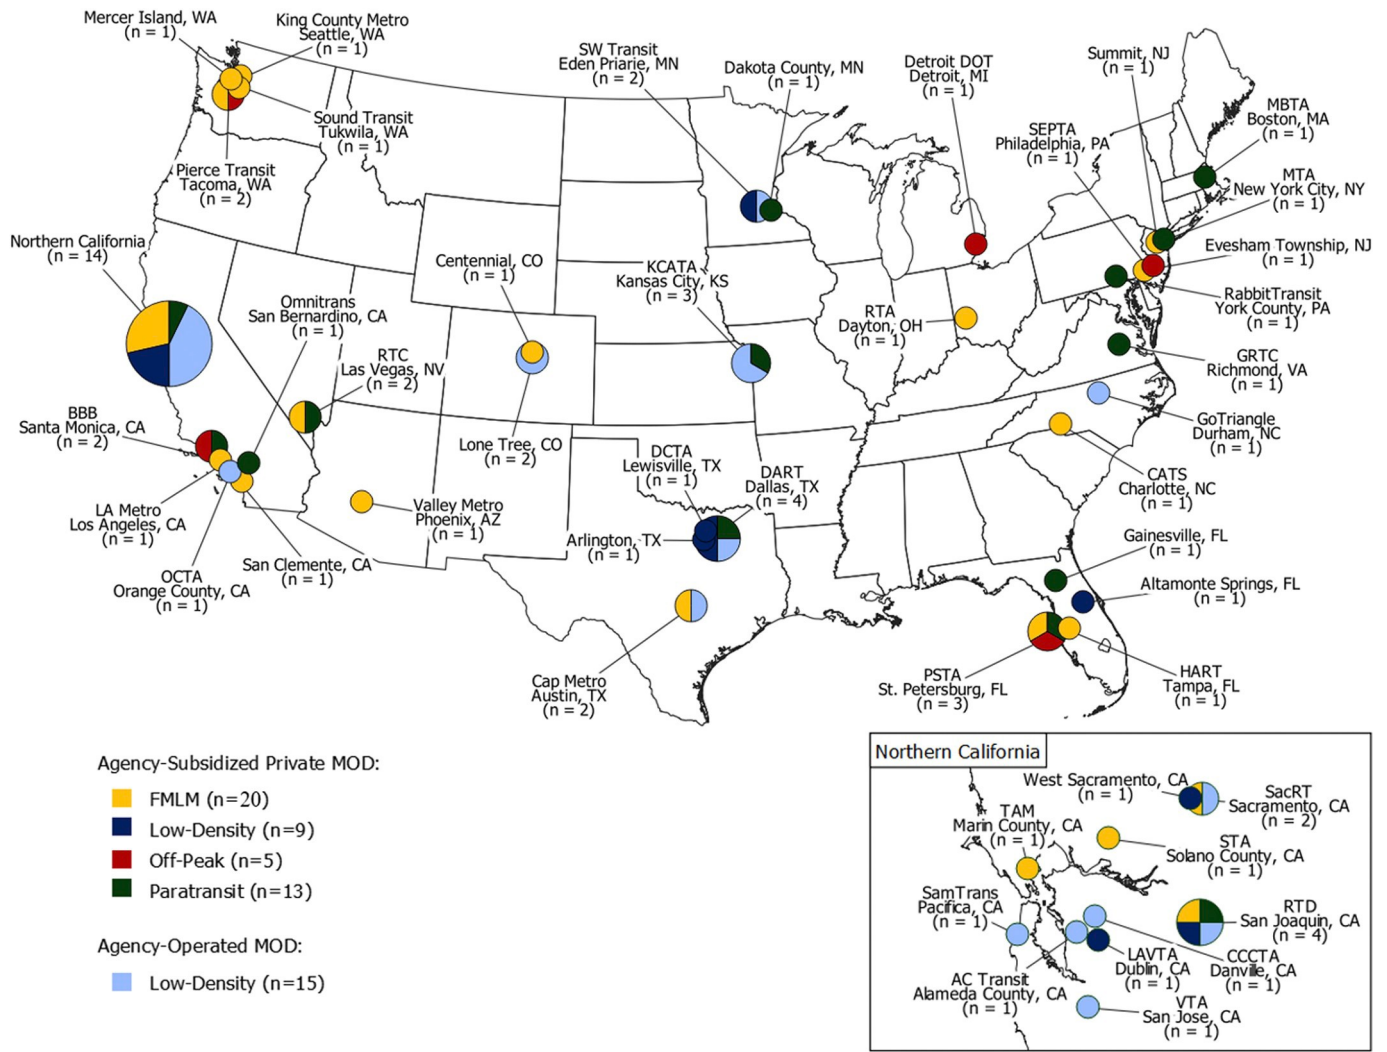 Mercer Island, WA
(n = 1)
King County Metro
Seattle, WA
(n = 1)
Sound Transit
Tukwila, WA
(n = 1)
Pierce Transit
Tacoma, WA
(n = 2)
SW Transit
Eden Priarie, MN
(n = 2)
Dakota County, MN
(n = 1)
Detroit DOT
Detroit, MI
(n = 1)
Summit, NJ
(n = 1)
MBTA
Boston, MA
(n = 1)
SEPTA
Philadelphia, PA
(n = 1)
MTA
New York City, NY
(n = 1)
Evesham Township, NJ
(n = 1)
RabbitTransit
York County, PA
(n = 1)
GRTC
Richmond, VA
(n = 1)
GoTriangle
Durham, NC
(n = 1)
CATS
Charlotte, NC
(n = 1)
Northern California
(n = 14)
Omnitrans
San Bernardino, CA
(n = 1)
RTC
Las Vegas, NV
(n = 2)
Centennial, CO
(n = 1)
KCATA
Kansas City, KS
(n = 3)
RTA
Dayton, OH
(n = 1)
BBB
Santa Monica, CA
(n = 2)
LA Metro
Los Angeles, CA
(n = 1)
OCTA
Orange County, CA
(n = 1)
San Clemente, CA
(n = 1)
Valley Metro
Phoenix, AZ
(n = 1)
Lone Tree, CO
(n = 2)
DCTA
Lewisville, TX
(n = 1)
DART
Dallas, TX
(n = 4)
Arlington, TX
(n = 1)
Cap Metro
Austin, TX
(n = 2)
Gainesville, FL
(n = 1)
Altamonte Springs, FL
(n = 1)
PSTA
St. Petersburg, FL
(n = 3)
HART
Tampa, FL
(n = 1)
Agency-Subsidized Private MOD:
FMLM (n=20)
Low-Density (n=9)
Off-Peak (n=5)
Paratransit (n=13)
Agency-Operated MOD:
Low-Density (n=15)
Northern California
West Sacramento, CA
(n = 1)
SacRT
Sacramento, CA
(n = 2)
TAM
Marin County, CA
(n = 1)
STA
Solano County, CA
(n = 1)
SamTrans
Pacifica, CA
(n = 1)
RTD
San Joaquin, CA
(n = 4)
LAVTA
Dublin, CA
(n = 1)
CCCTA
Danville, CA
(n = 1)
AC Transit
Alameda County, CA
(n = 1)
VTA
San Jose, CA
(n = 1)